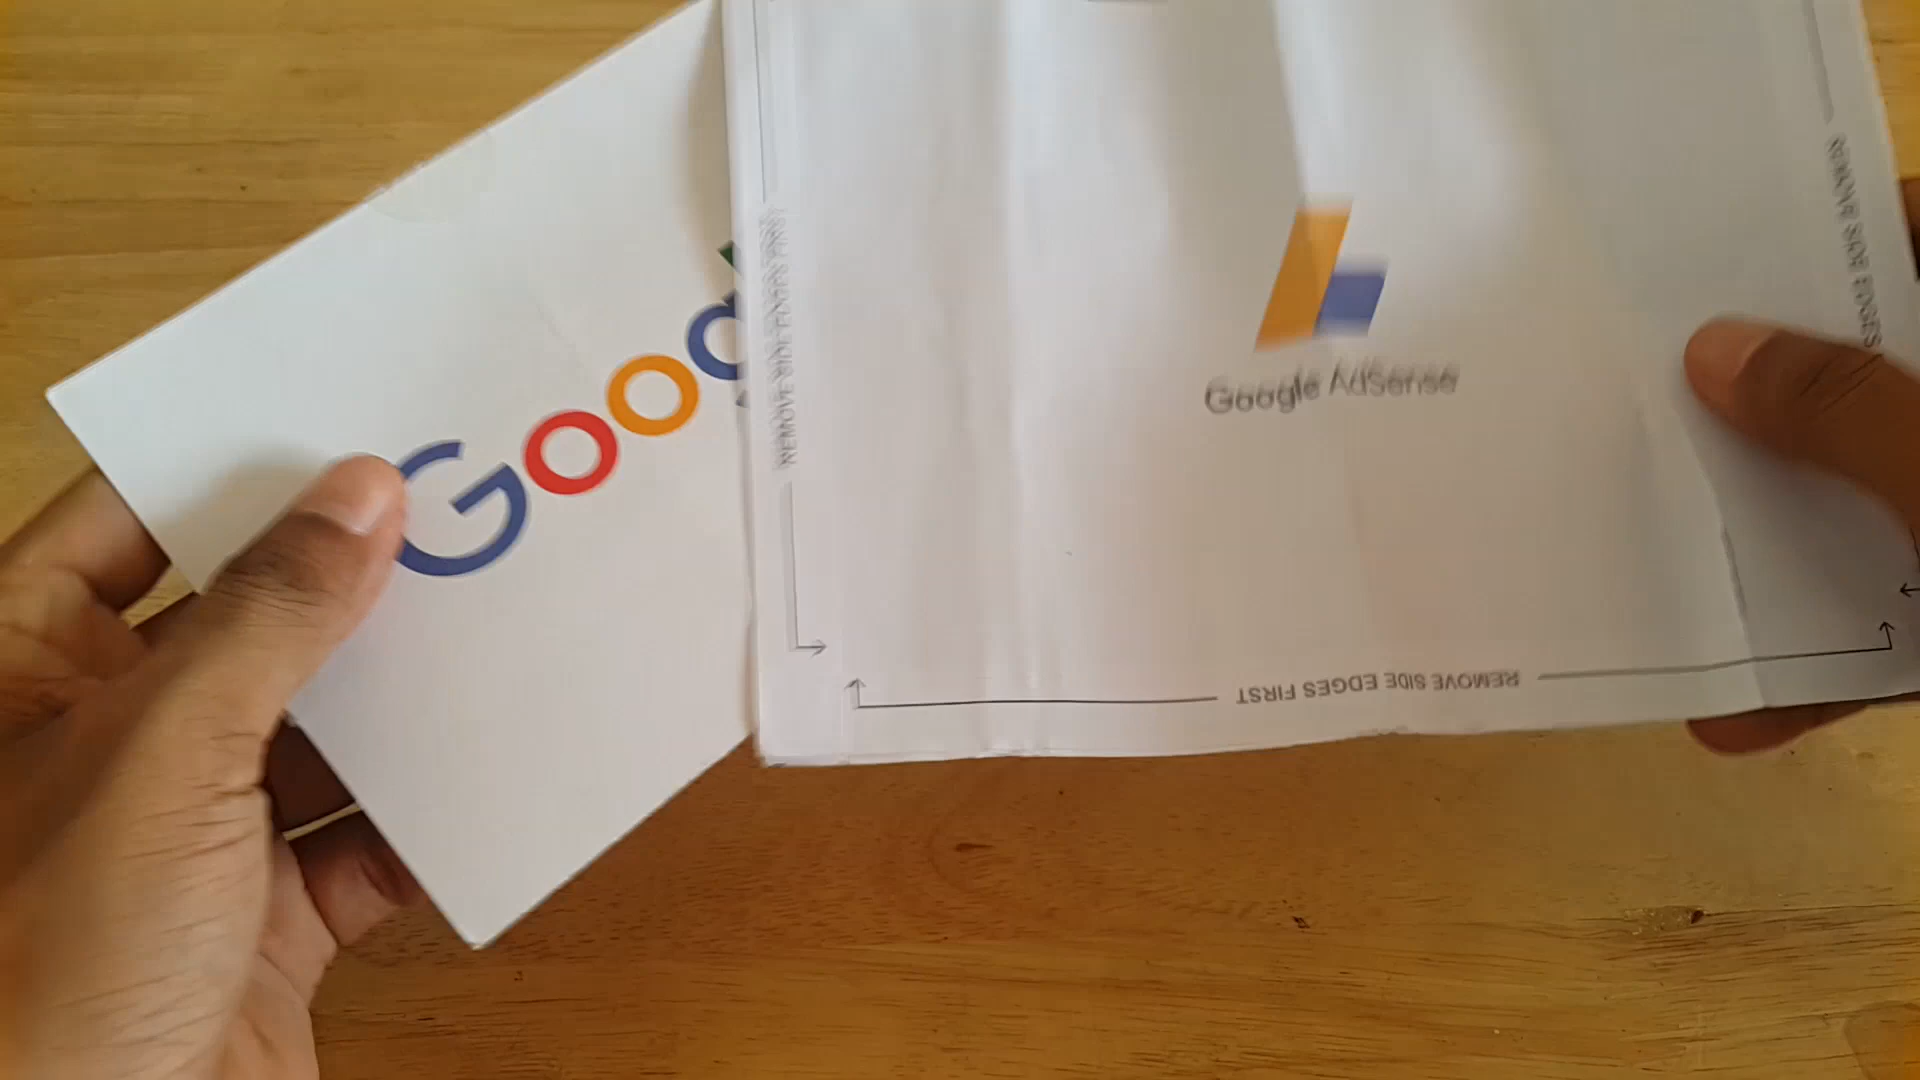 Goog
Google AdSense
REMOVE SIDE EDGES FIRST
REMOVE SIDE EDGES
REMOVE SIDE EDGES FIRST